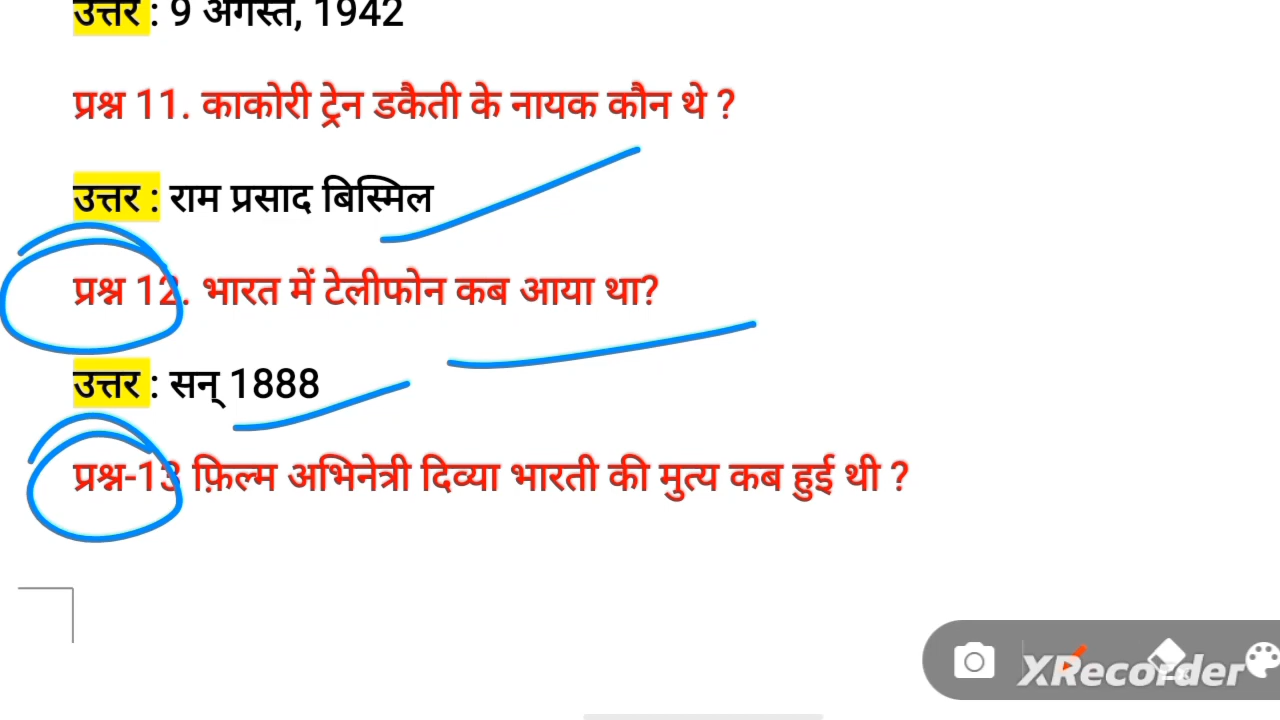 उत्तर : 9 अगस्त, 1942
प्रश्न 11. काकोरी ट्रेन डकैती के नायक कौन थे ?
उत्तर : राम प्रसाद बिस्मिल
प्रश्न 12. भारत में टेलीफोन कब आया था?
उत्तर : सन् 1888
प्रश्न-13 फ़िल्म अभिनेत्री दिव्या भारती की मुत्य कब हुई थी ?
XRecorder